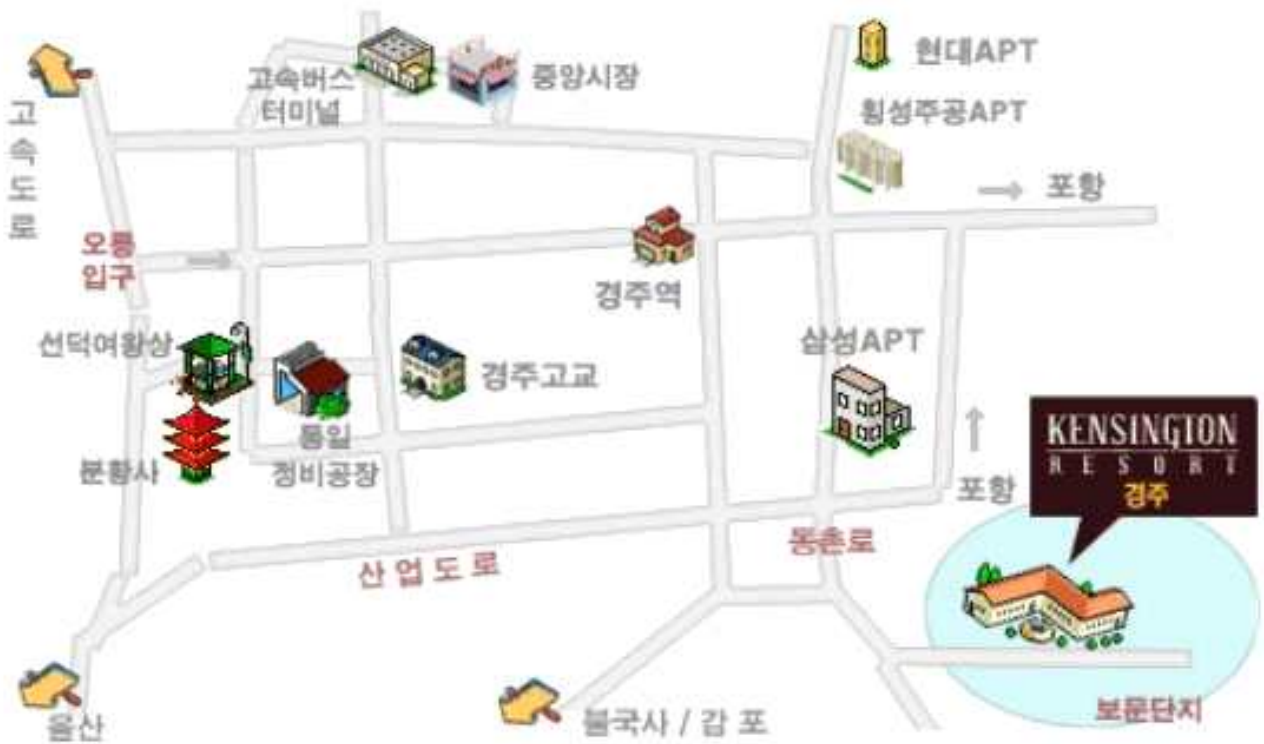 현대APT
고속버스
터미널
중앙시장
고
속
도
로
횡성주공APT
포항
오릉
입구
경주역
선덕여왕상
삼성APT
경주고교
KENSINGTON
RESORT
경주
분황사
통일
정비공장
포항
동촌로
산업도로
보문단지
울산
불국사 / 감 포